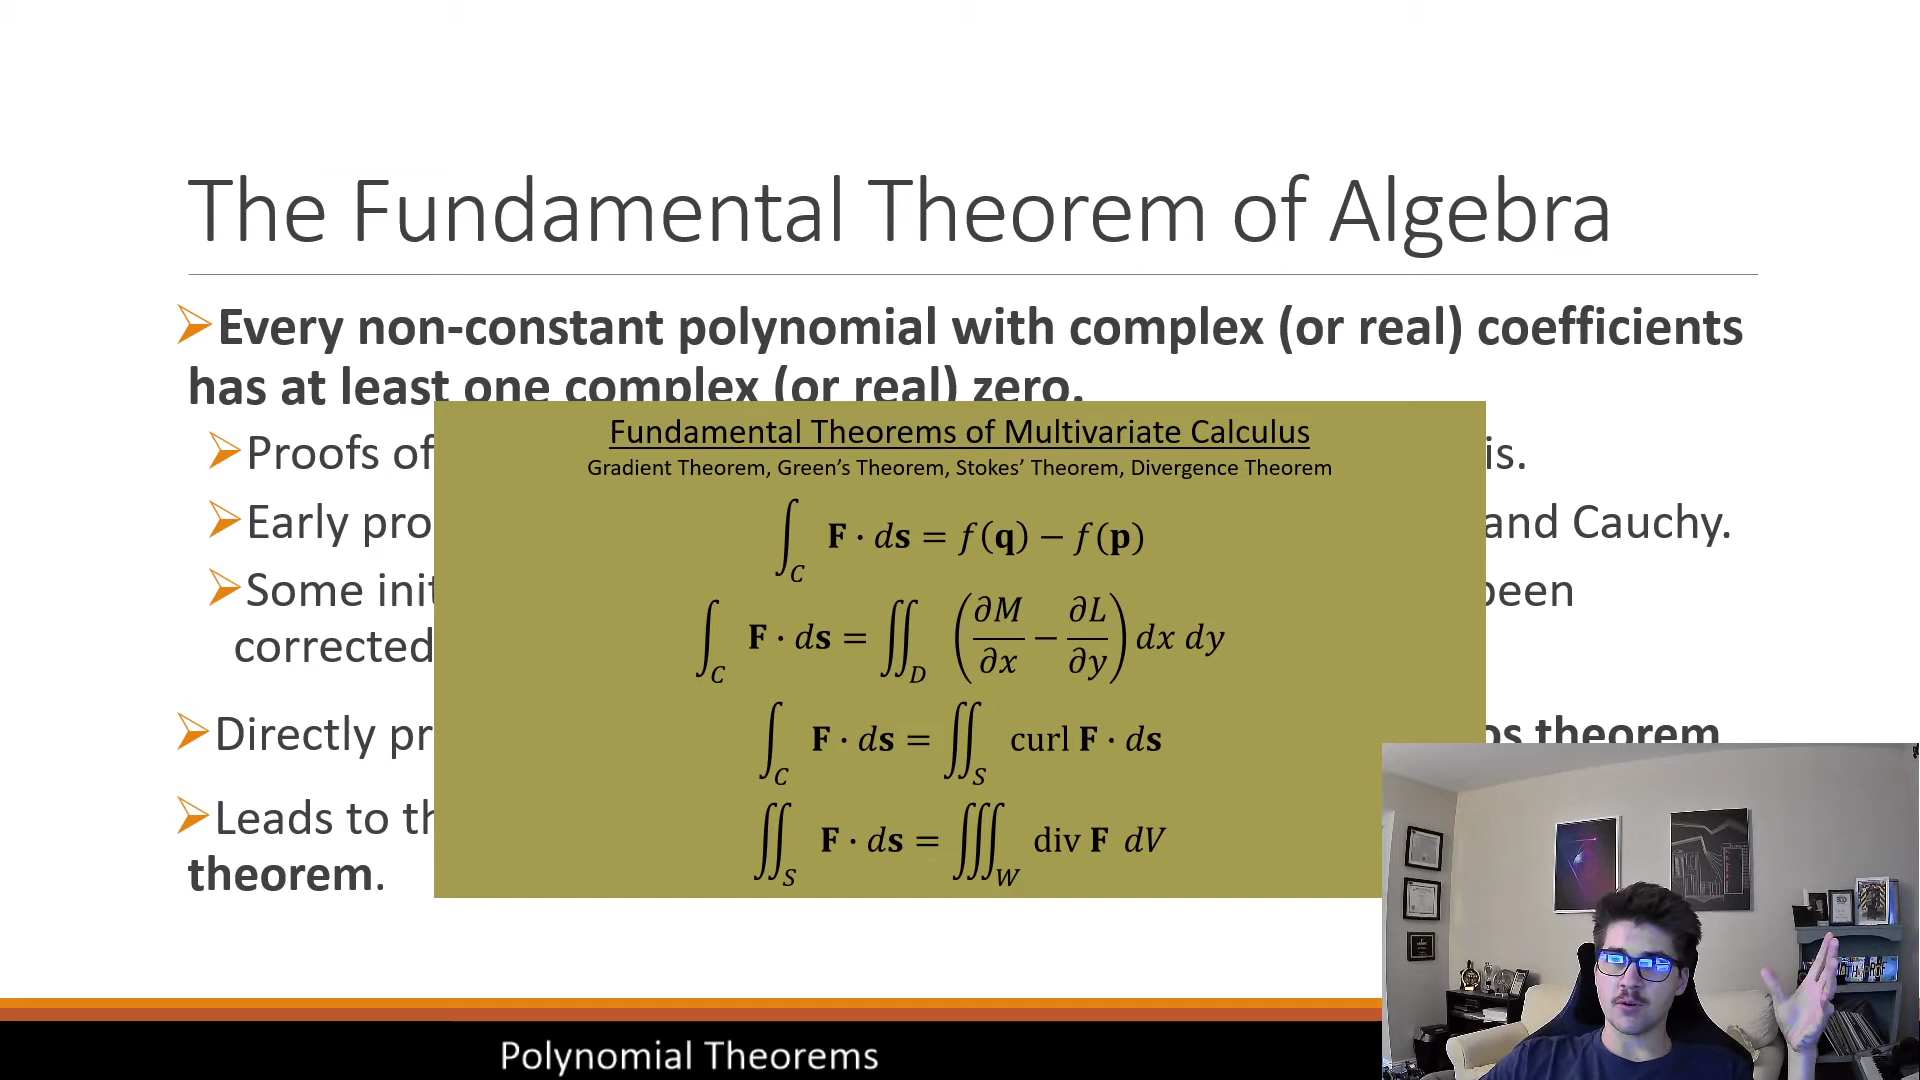 The Fundamental Theorem of Algebra
Every non-constant polynomial with complex (or real) coefficients
has at least one complex (or real) zero.
Proofs of is.
Early pro and Cauchy.
Some init been
corrected
Directly pr os theorem
Leads to th
theorem.
Fundamental Theorems of Multivariate Calculus
Gradient Theorem, Green's Theorem, Stokes' Theorem, Divergence Theorem
∫_C 𝐅 · d𝐬 = f(𝐪) − f(𝐩)
∫_C 𝐅 · d𝐬 = ∬_D (∂M/∂x − ∂L/∂y) dx dy
∫_C 𝐅 · d𝐬 = ∬_S curl 𝐅 · d𝐬
∬_S 𝐅 · d𝐬 = ∭_W div 𝐅 dV
Polynomial Theorems